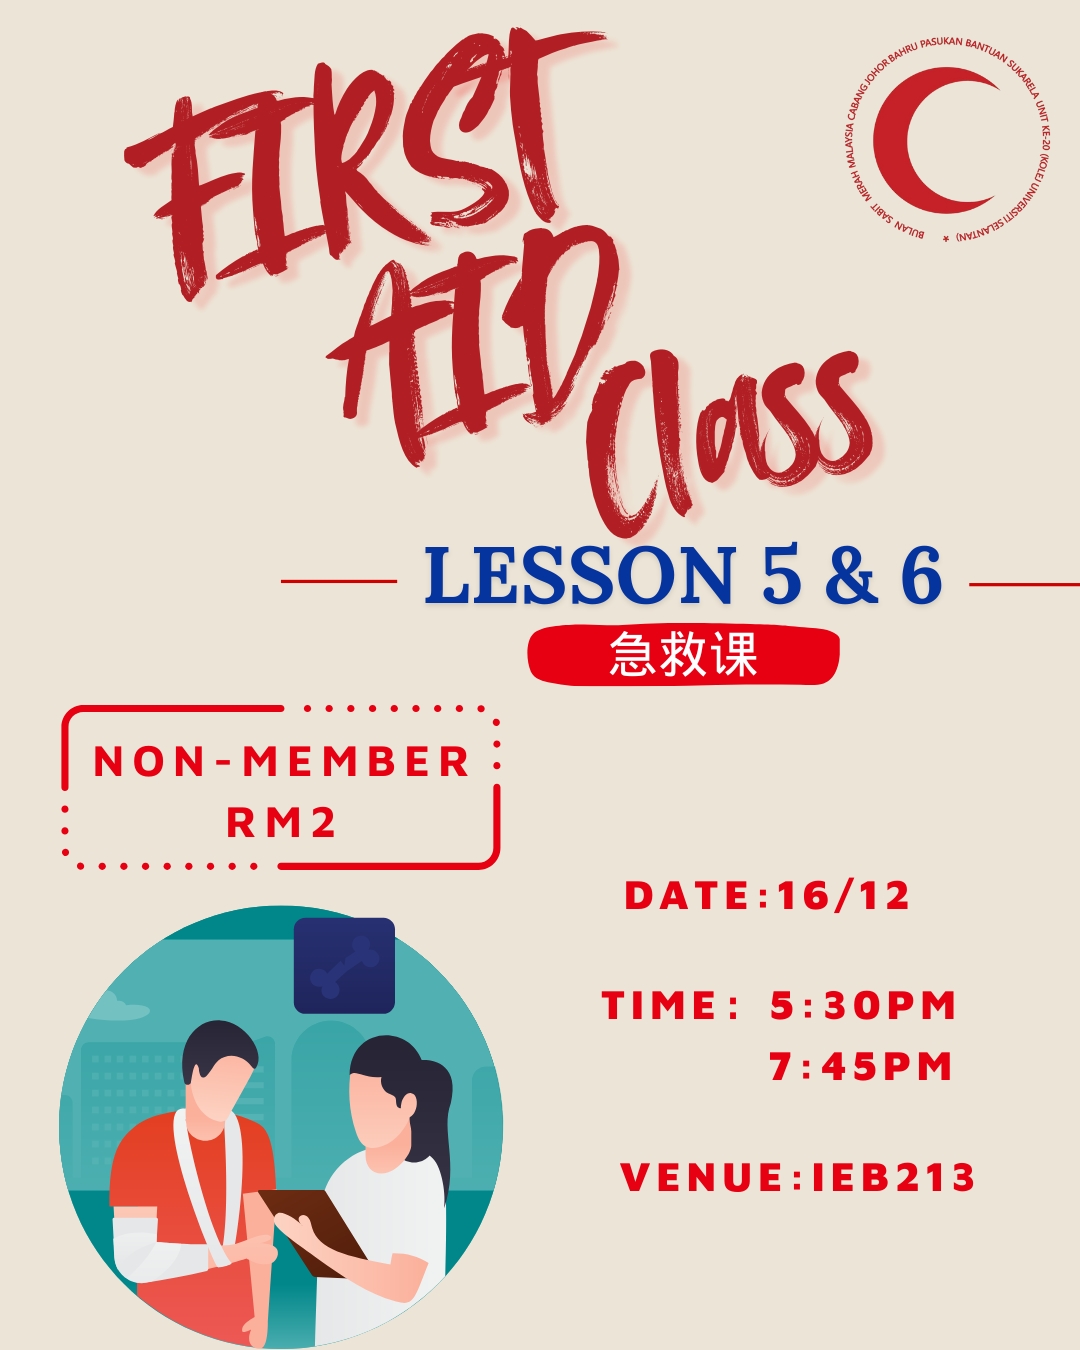 FIRST
AID
Class
BULAN SABIT MERAH MALAYSIA CABANG JOHOR BAHRU PASUKAN BANTUAN SUKARELA UNIT KE-20 (KOLEJ UNIVERSITI SELANTAN) ★
LESSON 5 & 6
急救课
NON-MEMBER
RM2
DATE:16/12
TIME: 5:30PM
7:45PM
VENUE:IEB213